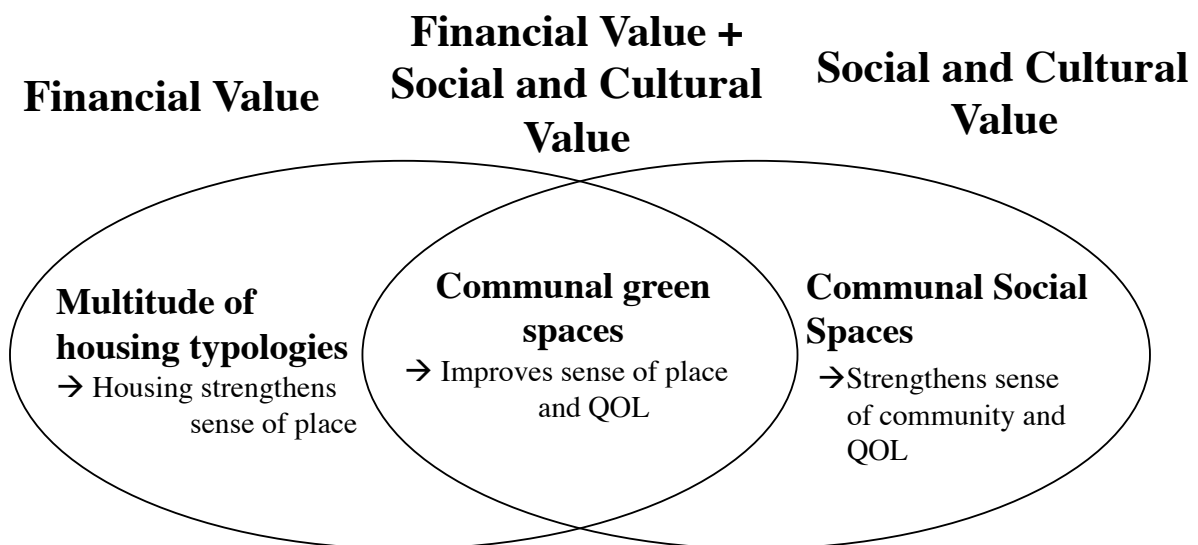 Financial Value
Financial Value +
Social and Cultural
Value
Social and Cultural
Value
Multitude of
housing typologies
→ Housing strengthens
sense of place
Communal green
spaces
→ Improves sense of place
and QOL
Communal Social
Spaces
→Strengthens sense
of community and
QOL